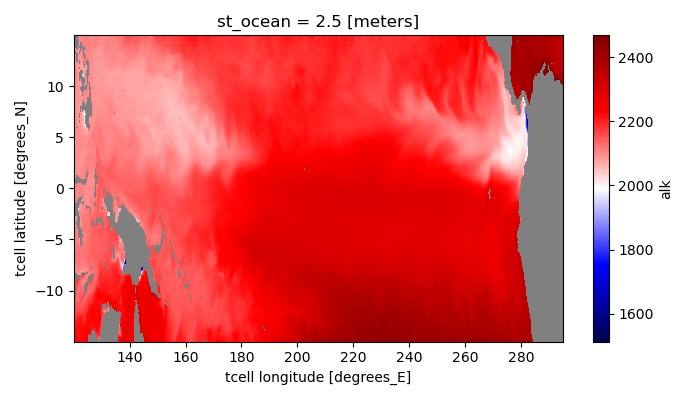 st_ocean = 2.5 [meters]
10
5
0
−5
−10
tcell latitude [degrees_N]
140 160 180 200 220 240 260 280
tcell longitude [degrees_E]
2400
2200
2000
1800
1600
alk